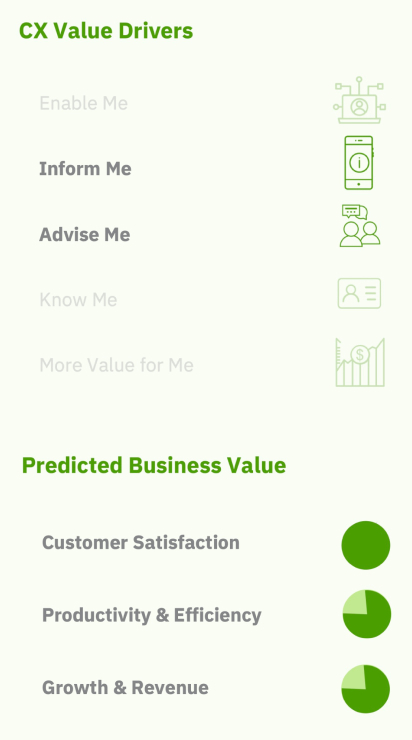 CX Value Drivers
Enable Me
Inform Me
Advise Me
Know Me
More Value for Me
Predicted Business Value
Customer Satisfaction
Productivity & Efficiency
Growth & Revenue